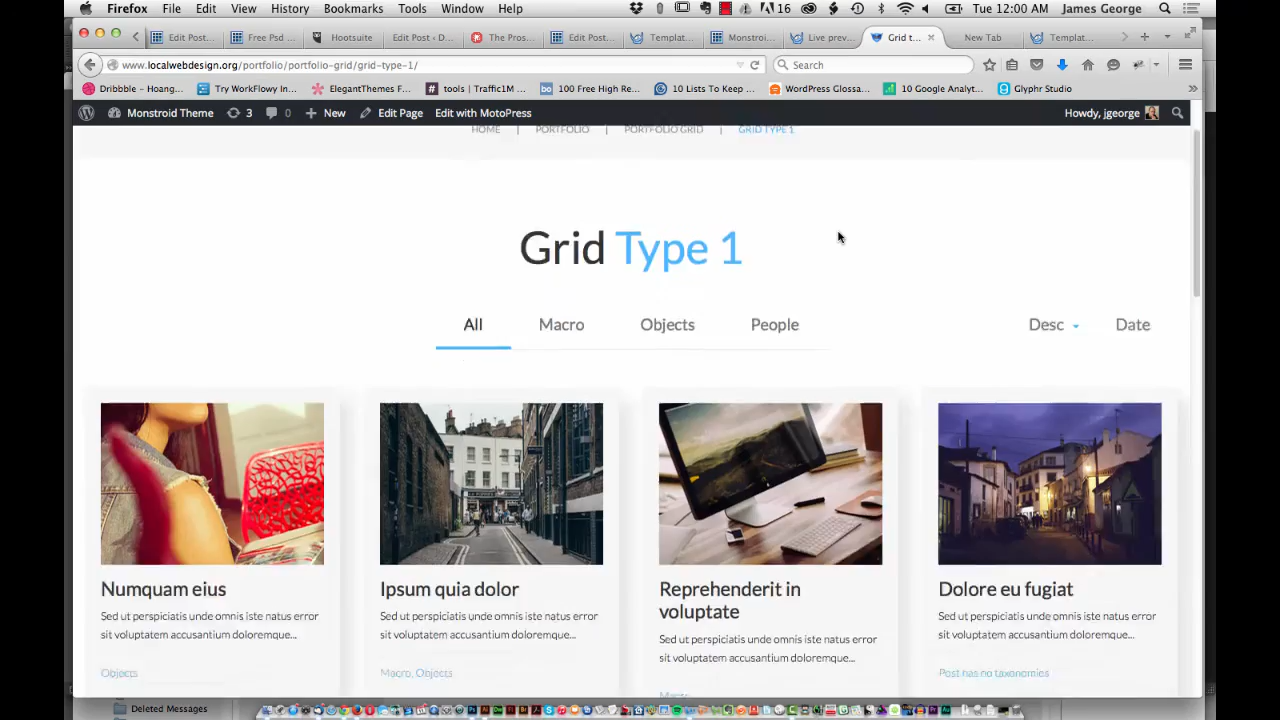 Firefox File Edit View History Bookmarks Tools Window Help 16 Tue 12:00 AM James George
Edit Post... Free Psd ... Hootsuite Edit Post ‹ D... The Pros... Edit Post... Templat... Monstroi... Live prev... Grid t... New Tab Templat...
www.localwebdesign.org/portfolio/portfolio-grid/grid-type-1/ Search
Dribbble – Hoang... Try WorkFlowy In... ElegantThemes F... tools | Traffic1M ... 100 Free High Re... 10 Lists To Keep ... WordPress Glossa... 10 Google Analyt... Glyphr Studio
Monstroid Theme 3 0 New Edit Page Edit with MotoPress Howdy, jgeorge
HOME | PORTFOLIO | PORTFOLIO GRID | GRID TYPE 1
Grid Type 1
All Macro Objects People Desc Date
Numquam eius
Sed ut perspiciatis unde omnis iste natus error
sit voluptatem accusantium doloremque...
Objects
Ipsum quia dolor
Sed ut perspiciatis unde omnis iste natus error
sit voluptatem accusantium doloremque...
Macro, Objects
Reprehenderit in
voluptate
Sed ut perspiciatis unde omnis iste natus error
sit voluptatem accusantium doloremque...
Macro
Dolore eu fugiat
Sed ut perspiciatis unde omnis iste natus error
sit voluptatem accusantium doloremque...
Post has no taxonomies
Deleted Messages